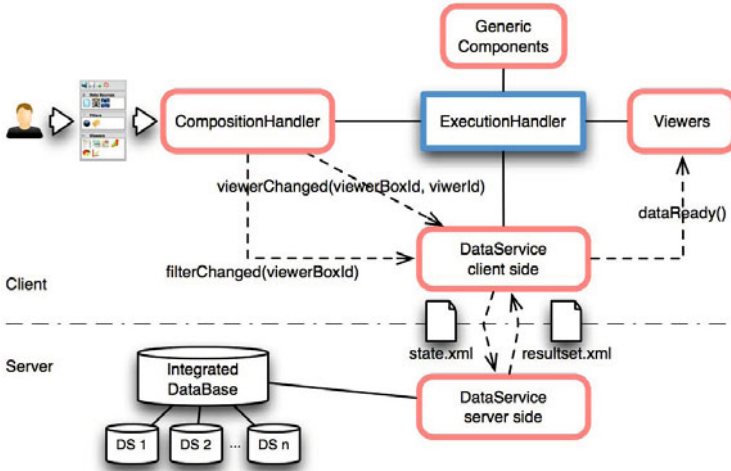 Generic
Components
CompositionHandler
ExecutionHandler
Viewers
viewerChanged(viewerBoxId, viwerId)
dataReady()
DataService
client side
filterChanged(viewerBoxId)
Client
state.xml
resultset.xml
Server
Integrated
DataBase
DataService
server side
DS 1
DS 2
...
DS n